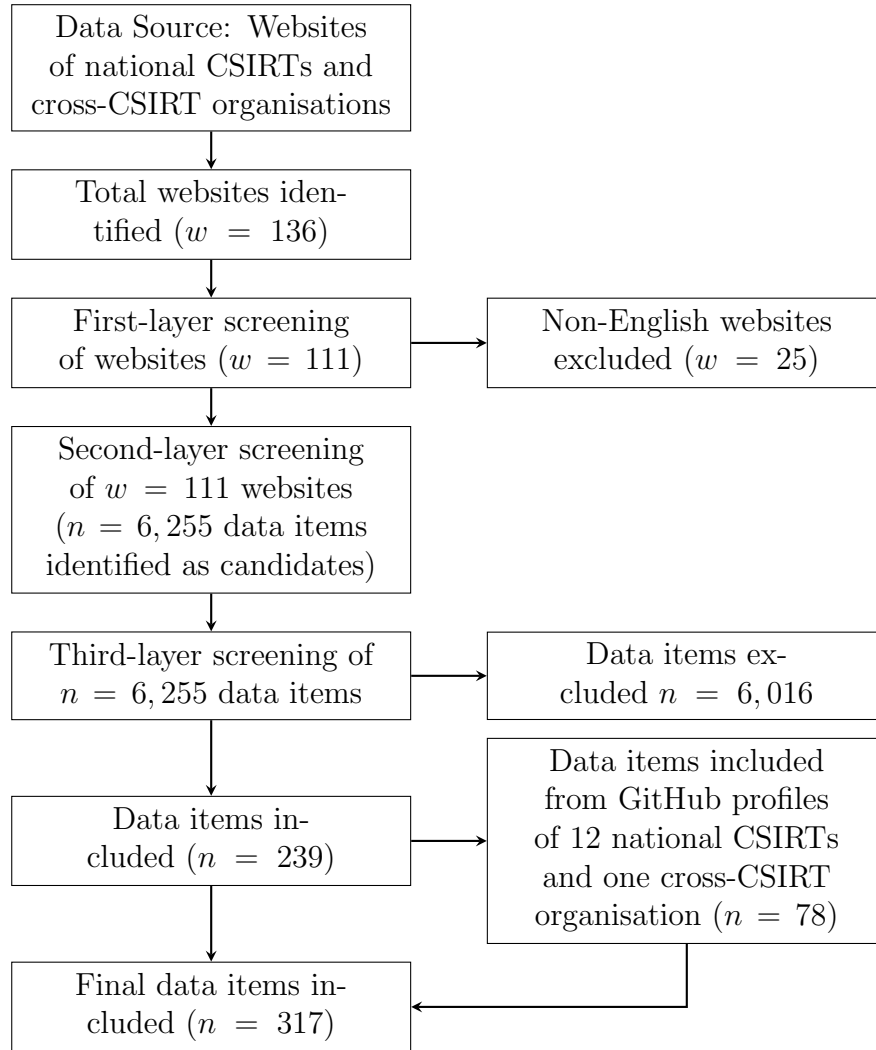 Data Source: Websites
of national CSIRTs and
cross-CSIRT organisations
Total websites iden-
tified (w = 136)
First-layer screening
of websites (w = 111)
Non-English websites
excluded (w = 25)
Second-layer screening
of w = 111 websites
(n = 6, 255 data items
identified as candidates)
Third-layer screening of
n = 6, 255 data items
Data items ex-
cluded n = 6, 016
Data items in-
cluded (n = 239)
Data items included
from GitHub profiles
of 12 national CSIRTs
and one cross-CSIRT
organisation (n = 78)
Final data items in-
cluded (n = 317)